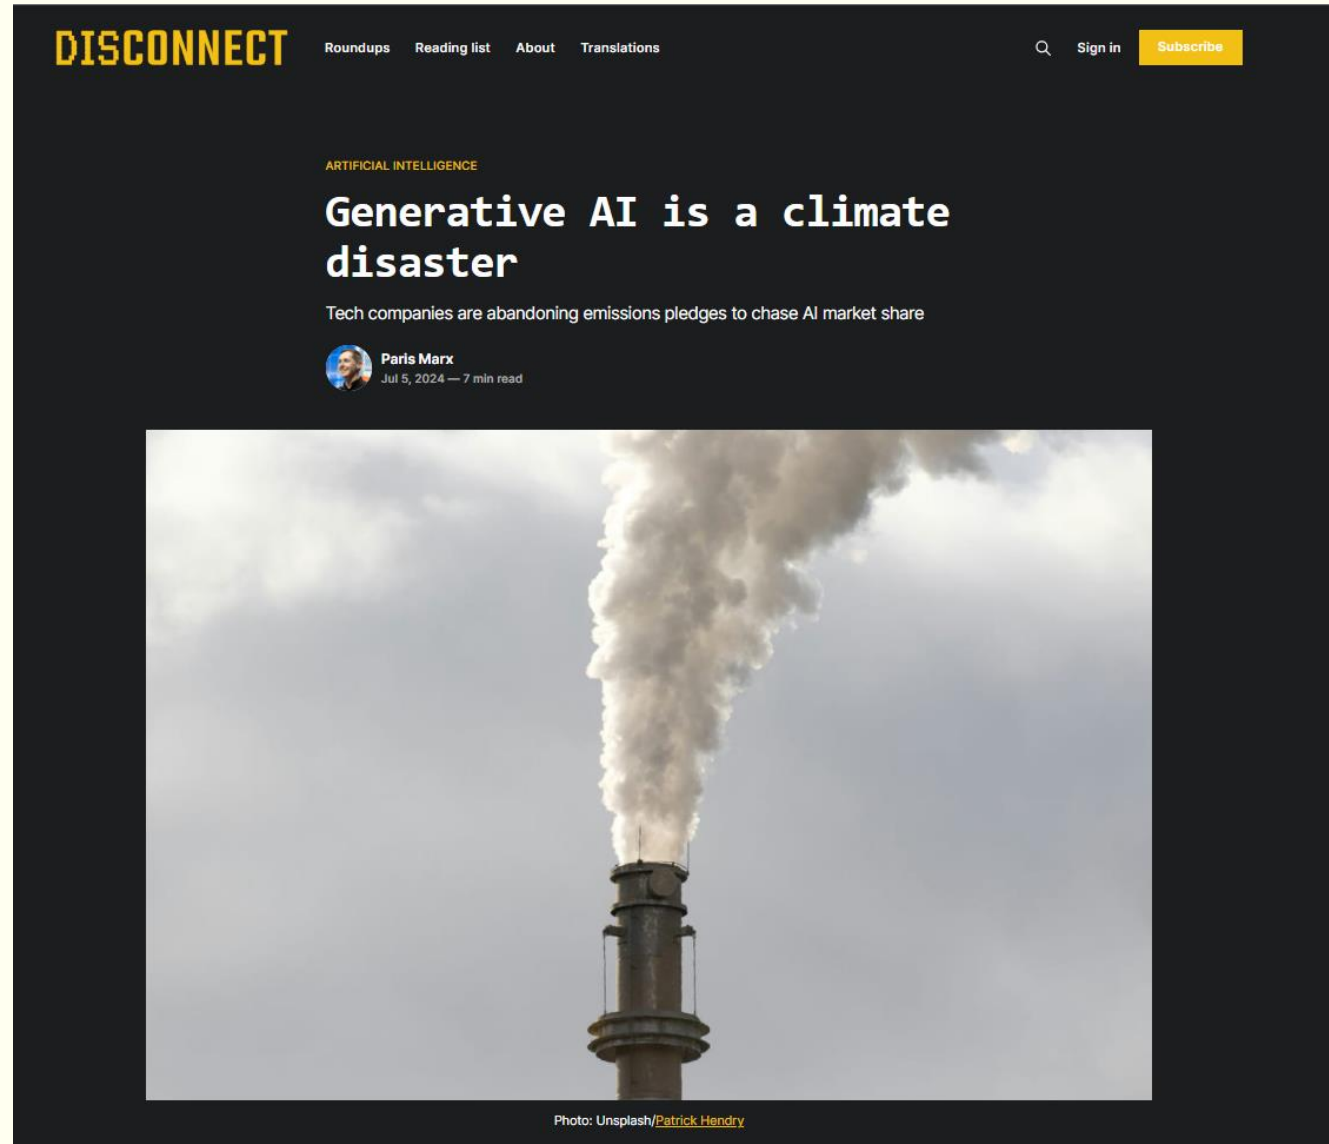 DISCONNECT Roundups Reading list About Translations Sign in Subscribe
ARTIFICIAL INTELLIGENCE
Generative AI is a climate
disaster
Tech companies are abandoning emissions pledges to chase AI market share
Paris Marx
Jul 5, 2024 — 7 min read
Photo: Unsplash/Patrick Hendry